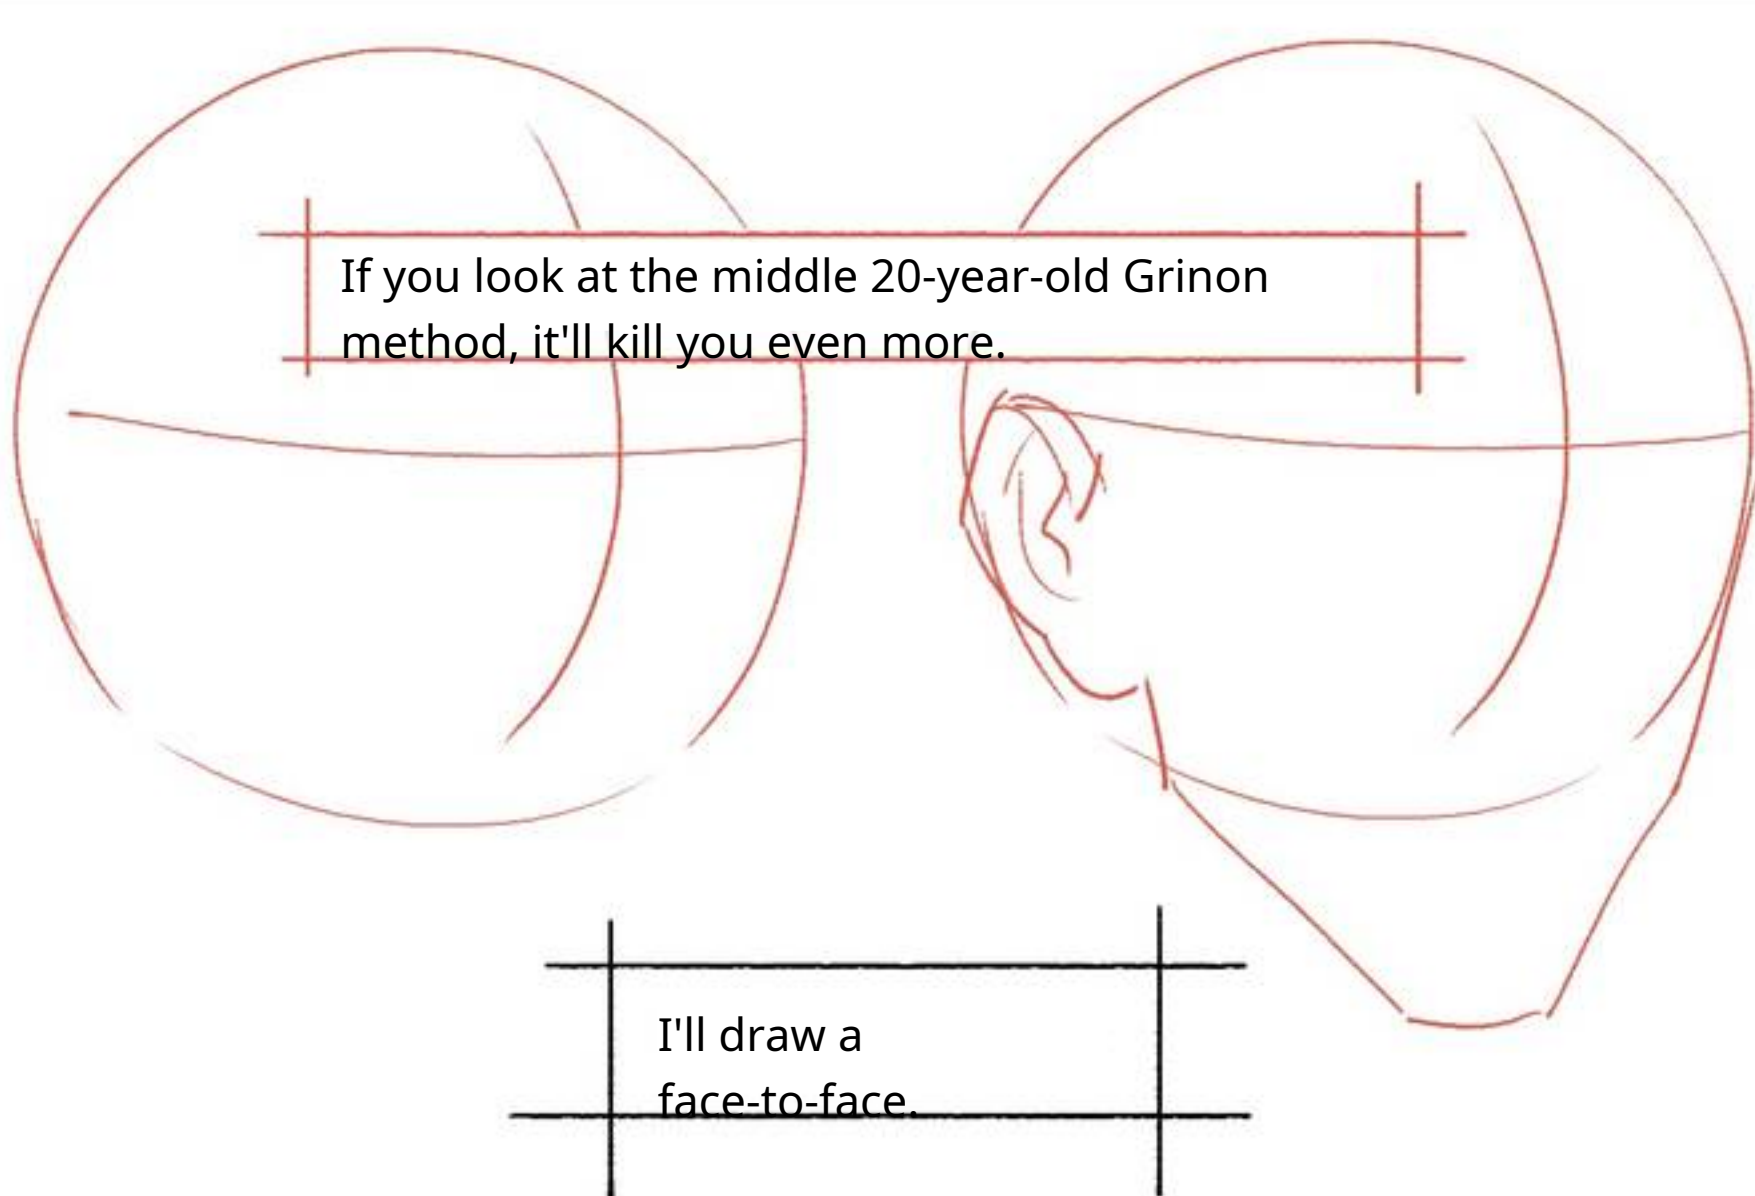 If you look at the middle 20-year-old Grinon
method, it'll kill you even more.
I'll draw a
face-to-face.